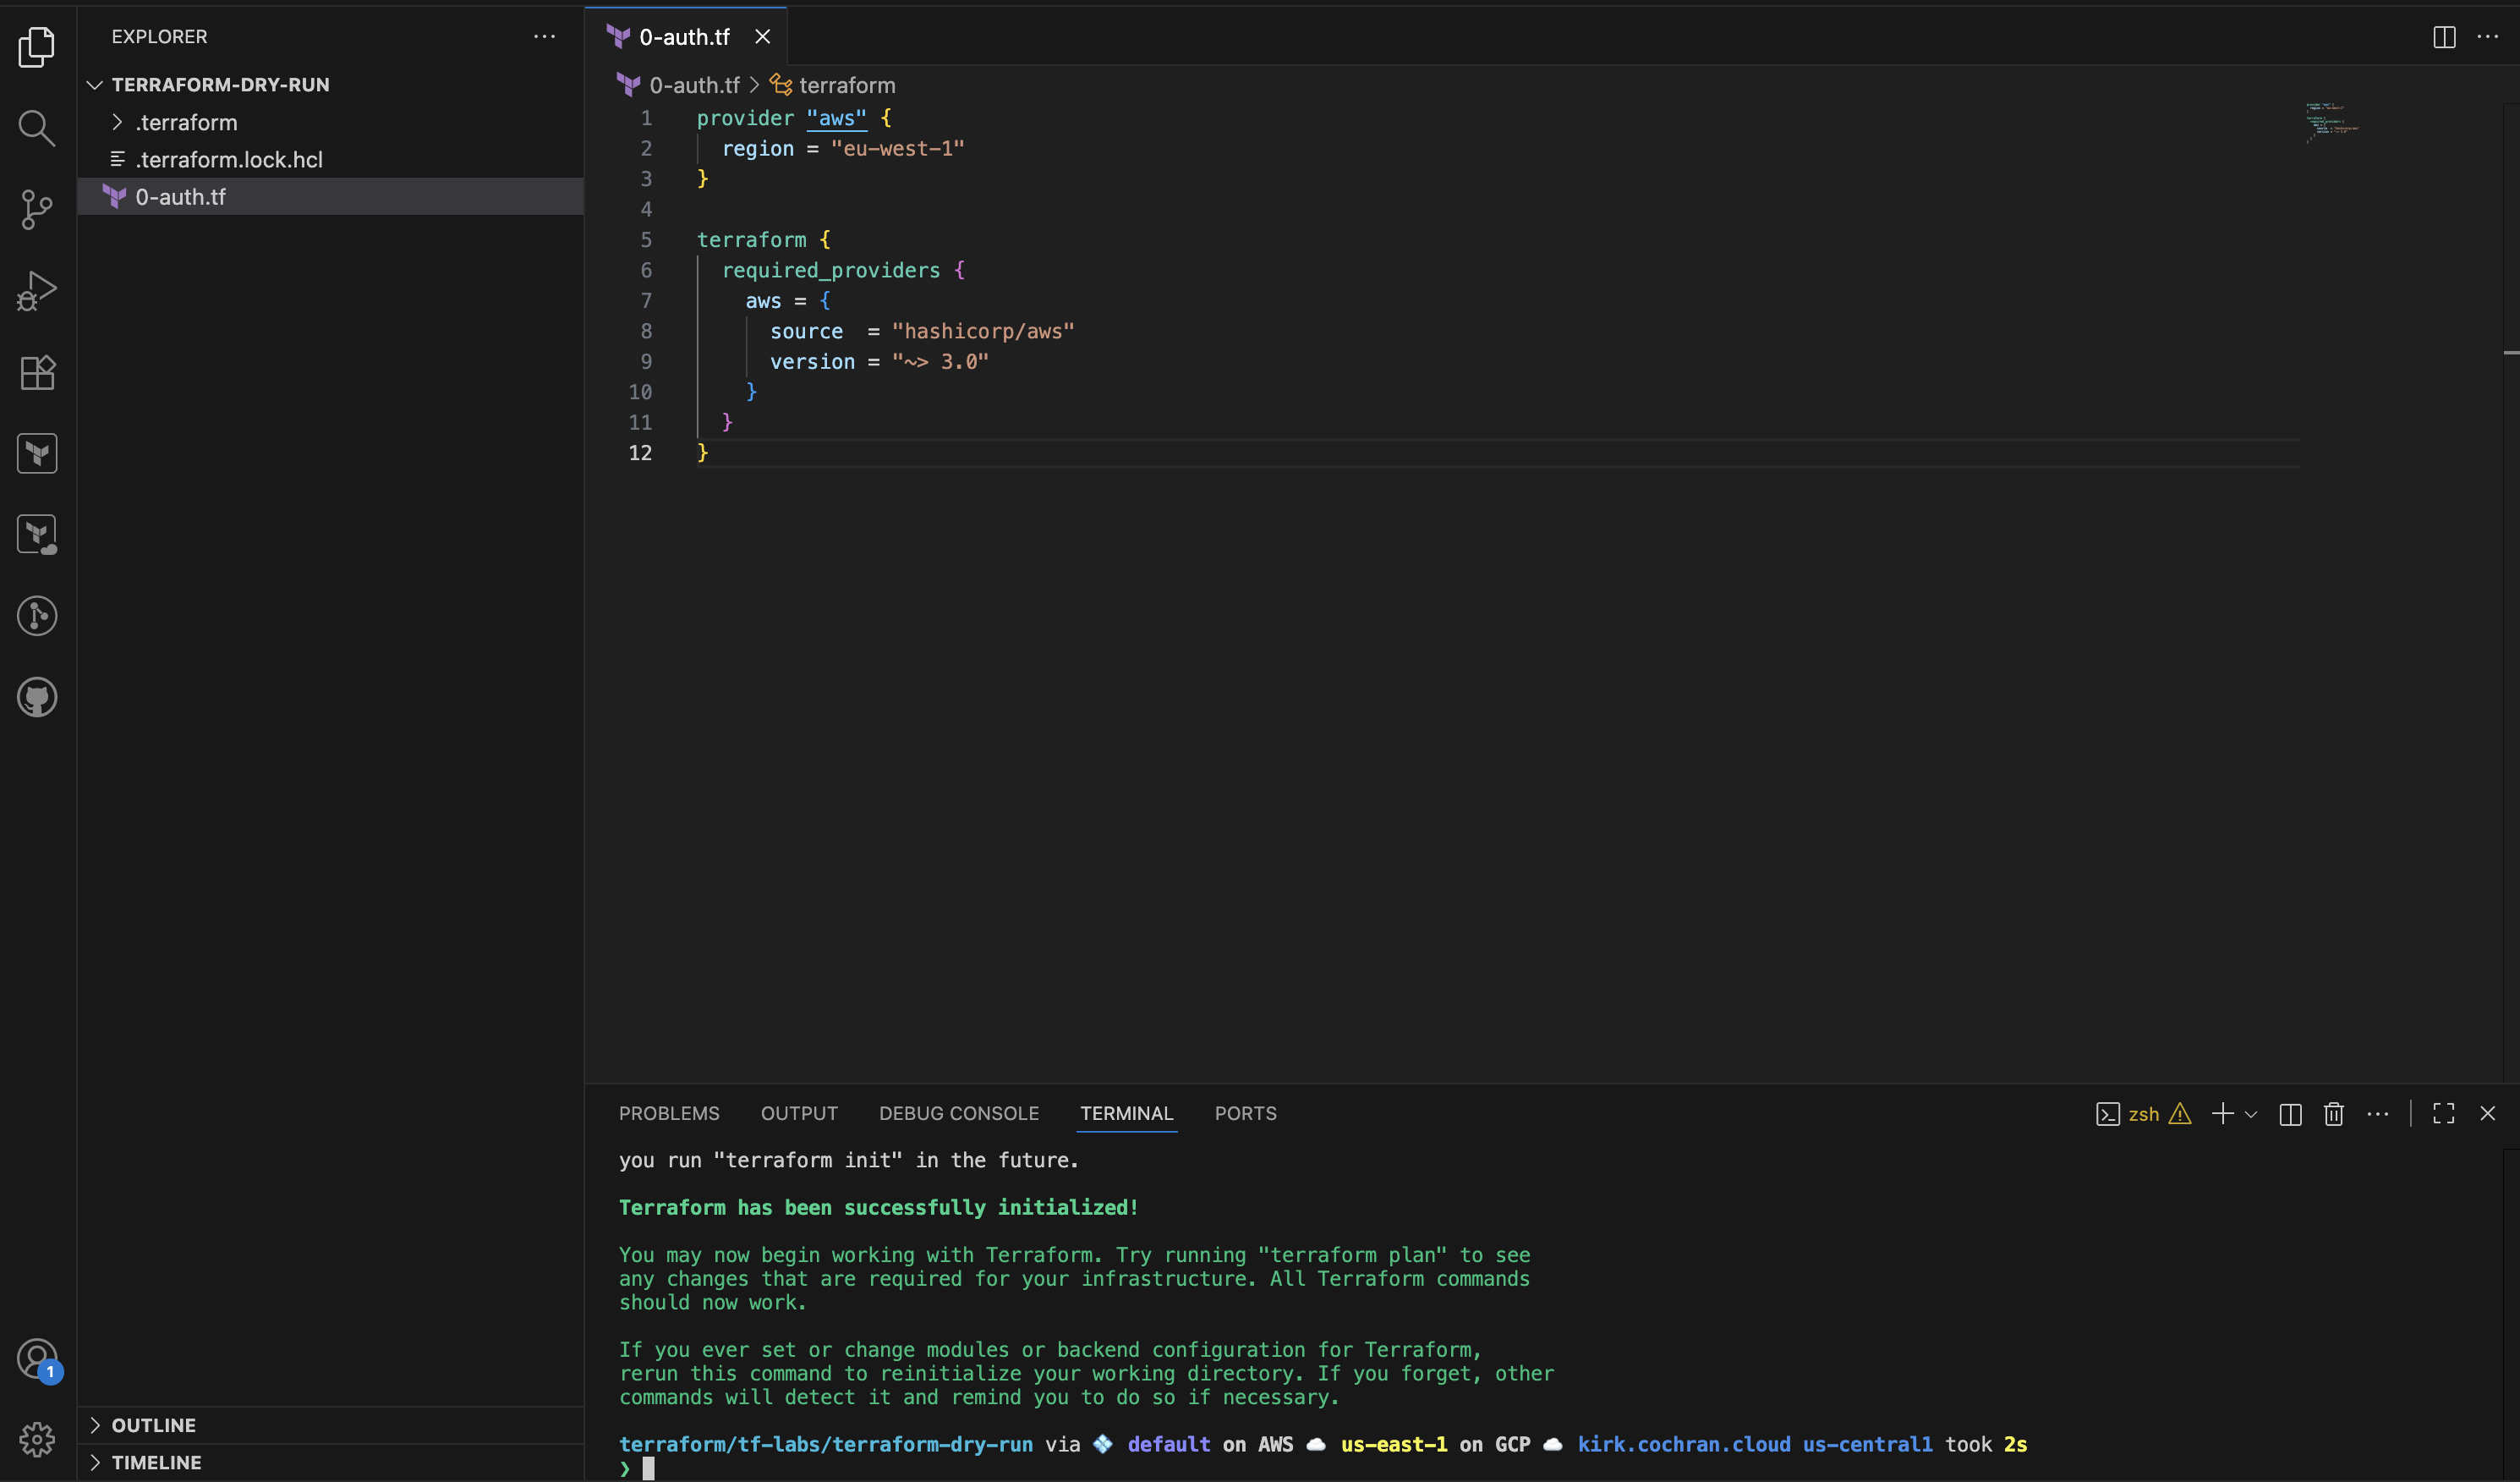 EXPLORER
TERRAFORM-DRY-RUN
.terraform
.terraform.lock.hcl
0-auth.tf
1
OUTLINE
TIMELINE
0-auth.tf
0-auth.tf > terraform
1 provider "aws" {
2   region = "eu-west-1"
3 }
4
5 terraform {
6   required_providers {
7     aws = {
8       source  = "hashicorp/aws"
9       version = "~> 3.0"
10     }
11   }
12 }
PROBLEMS OUTPUT DEBUG CONSOLE TERMINAL PORTS zsh
you run "terraform init" in the future.
Terraform has been successfully initialized!
You may now begin working with Terraform. Try running "terraform plan" to see
any changes that are required for your infrastructure. All Terraform commands
should now work.
If you ever set or change modules or backend configuration for Terraform,
rerun this command to reinitialize your working directory. If you forget, other
commands will detect it and remind you to do so if necessary.
terraform/tf-labs/terraform-dry-run via 💠 default on AWS ☁️ us-east-1 on GCP ☁️ kirk.cochran.cloud us-central1 took 2s
❯